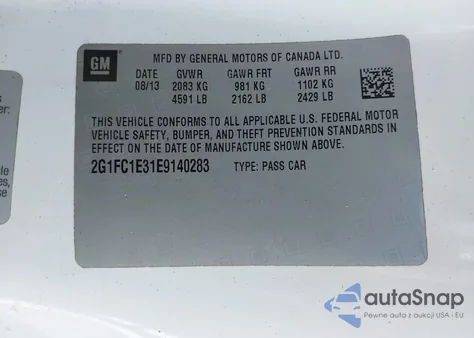 GM
MFD BY GENERAL MOTORS OF CANADA LTD.
DATE GVWR GAWR FRT GAWR RR
08/13 2083 KG 981 KG 1102 KG
4591 LB 2162 LB 2429 LB
THIS VEHICLE CONFORMS TO ALL APPLICABLE U.S. FEDERAL MOTOR
VEHICLE SAFETY, BUMPER, AND THEFT PREVENTION STANDARDS IN
EFFECT ON THE DATE OF MANUFACTURE SHOWN ABOVE.
2G1FC1E31E9140283 TYPE: PASS CAR
autoSnap
Pewne auta z aukcji USA i EU